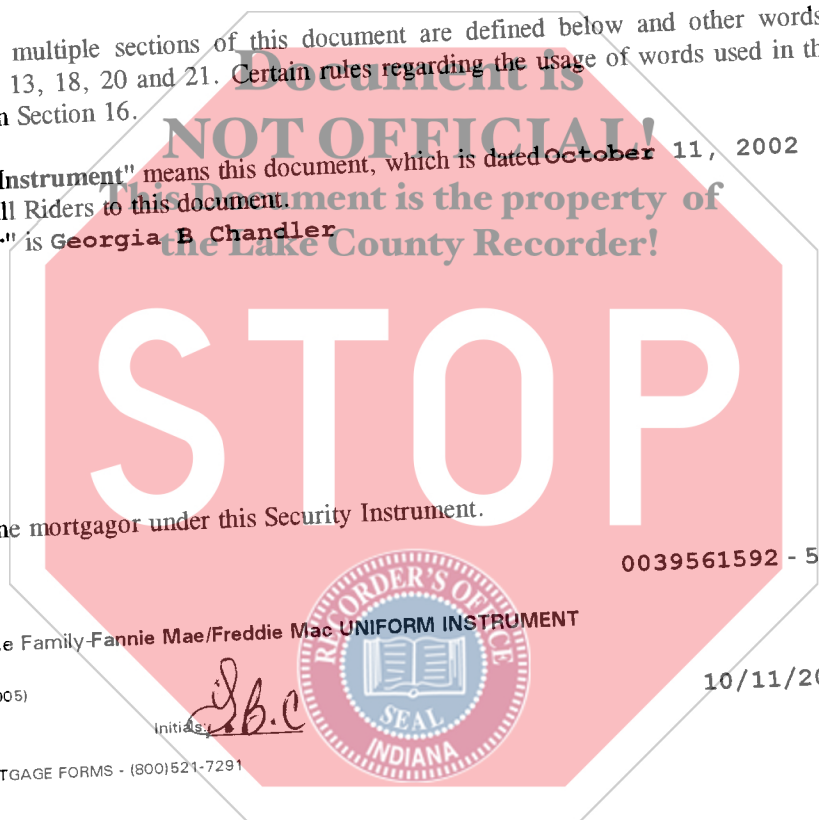 multiple sections of this document are defined below and other words
13, 18, 20 and 21. Certain rules regarding the usage of words used in th
n Section 16.
Document is
NOT OFFICIAL!
Instrument" means this document, which is dated October 11, 2002
This Document is the property of
ll Riders to this document.
" is Georgia B Chandler
the Lake County Recorder!
STOP
ne mortgagor under this Security Instrument.
0039561592 - 5
RECORDER'S OFFICE
e Family-Fannie Mae/Freddie Mac UNIFORM INSTRUMENT
005)
10/11/20
Initials: G.B.C
SEAL
INDIANA
TGAGE FORMS - (800)521-7291